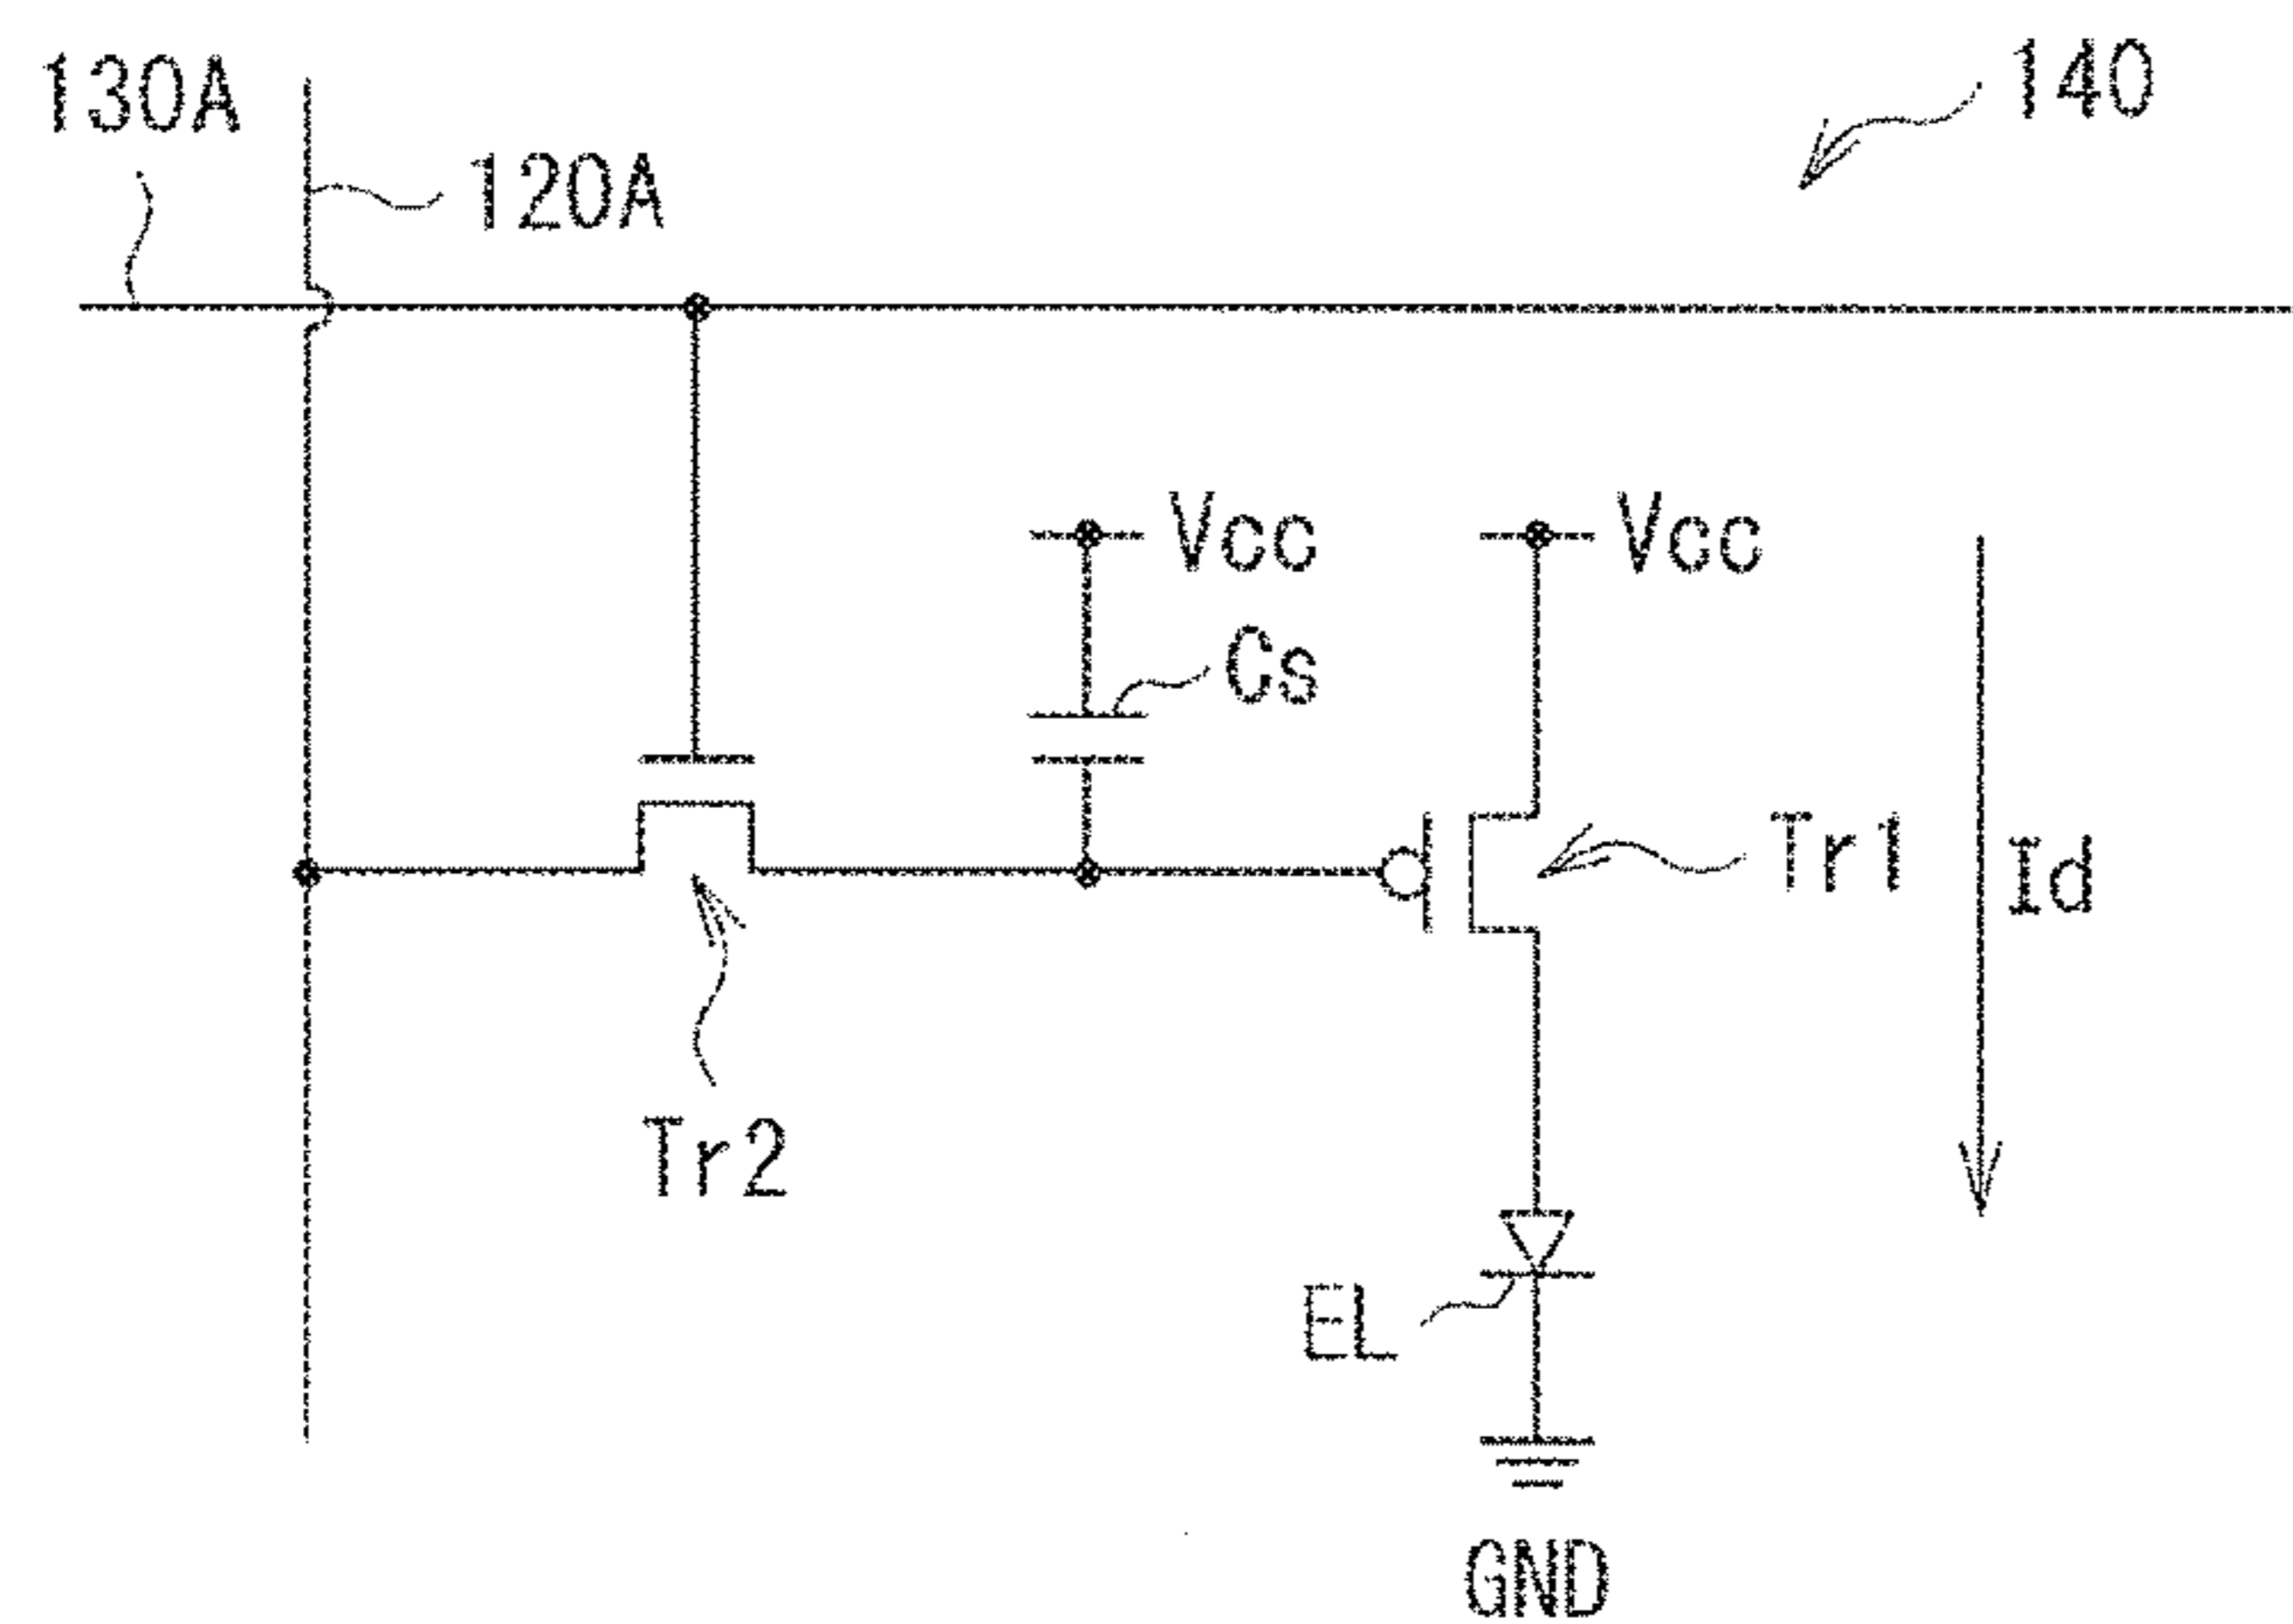 130A
140
120A
Vcc
Vcc
Cs
Tr1
Id
Tr2
EL
GND